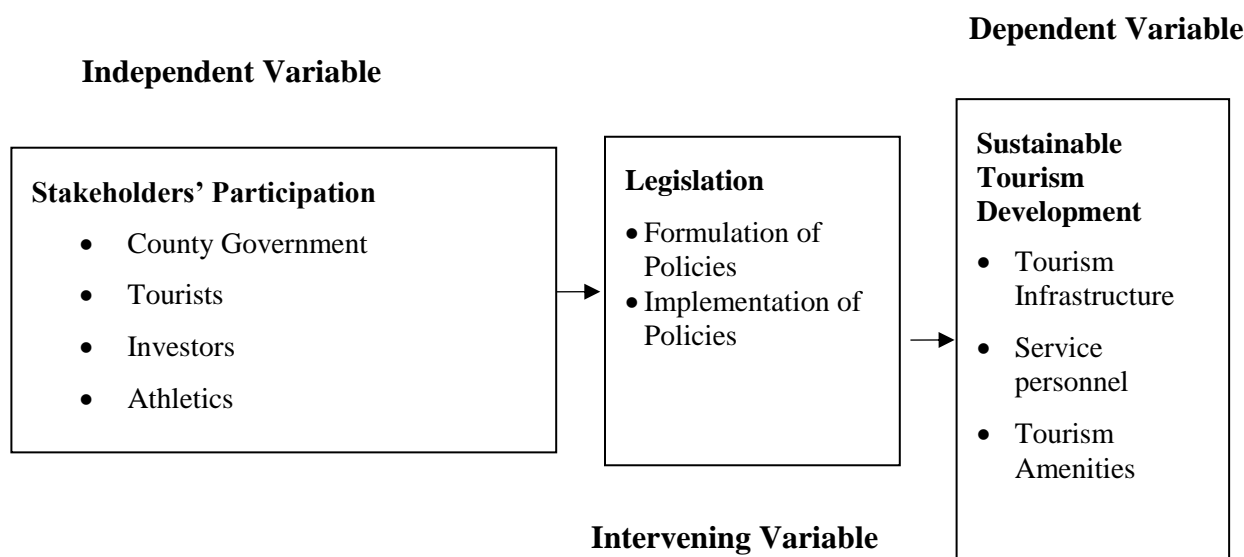 Dependent Variable
Independent Variable
Stakeholders’ Participation
• County Government
• Tourists
• Investors
• Athletics
Legislation
• Formulation of
Policies
• Implementation of
Policies
Sustainable
Tourism
Development
• Tourism
Infrastructure
• Service
personnel
• Tourism
Amenities
Intervening Variable